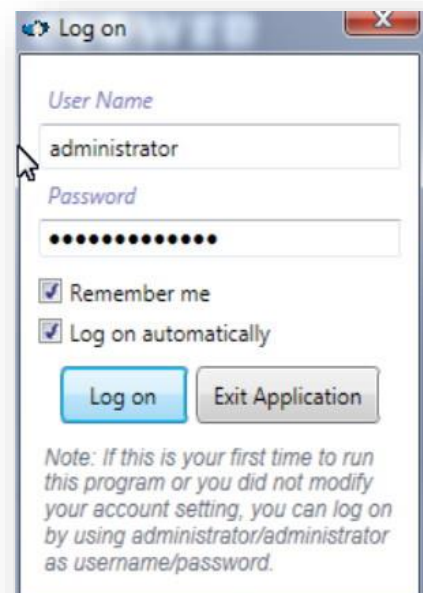 Log on
User Name
administrator
Password
•••••••••••••
Remember me
Log on automatically
Log on Exit Application
Note: If this is your first time to run
this program or you did not modify
your account setting, you can log on
by using administrator/administrator
as username/password.